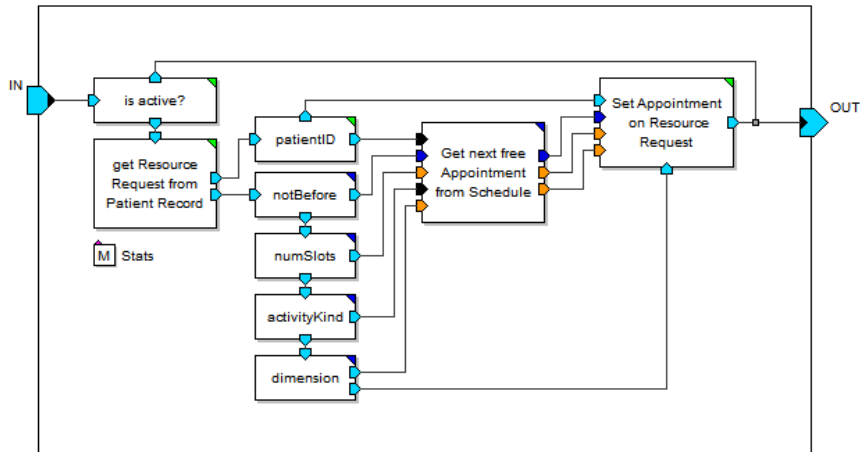 IN
is active?
get Resource
Request from
Patient Record
M Stats
patientID
notBefore
numSlots
activityKind
dimension
Get next free
Appointment
from Schedule
Set Appointment
on Resource
Request
OUT